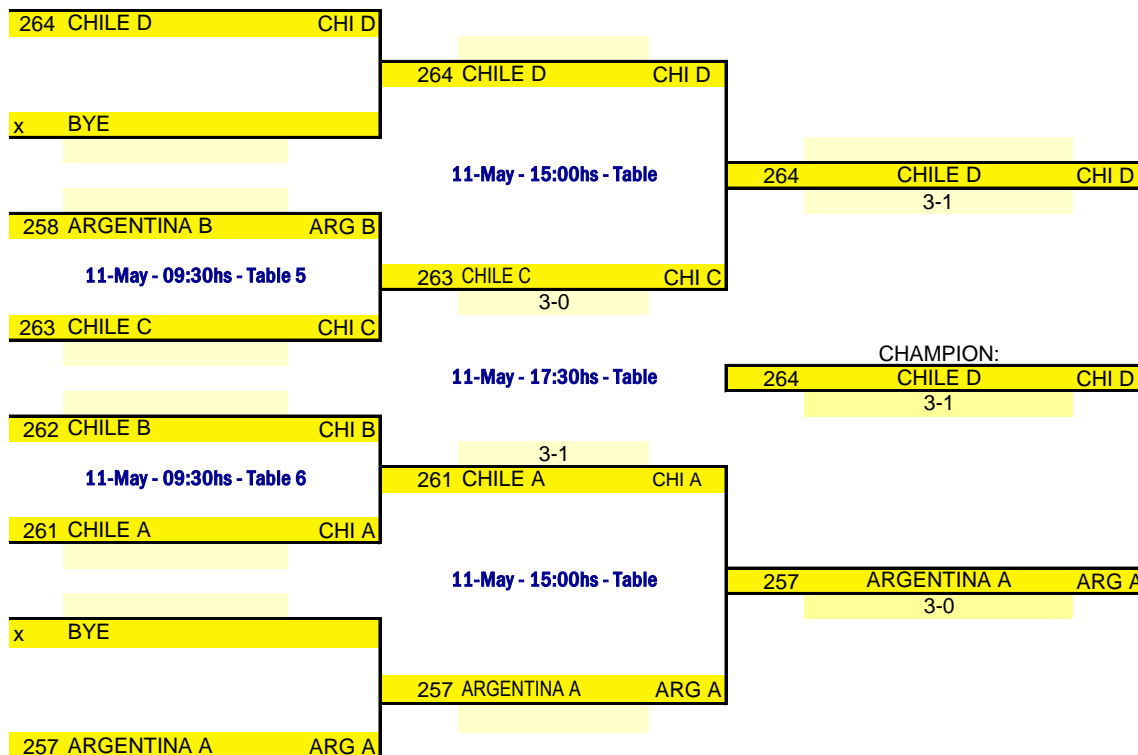 264 CHILE D CHI D
264 CHILE D CHI D
x BYE
11-May - 15:00hs - Table
264 CHILE D CHI D
3-1
258 ARGENTINA B ARG B
11-May - 09:30hs - Table 5
263 CHILE C CHI C
3-0
263 CHILE C CHI C
CHAMPION:
11-May - 17:30hs - Table
264 CHILE D CHI D
3-1
262 CHILE B CHI B
3-1
11-May - 09:30hs - Table 6
261 CHILE A CHI A
261 CHILE A CHI A
11-May - 15:00hs - Table
257 ARGENTINA A ARG A
3-0
x BYE
257 ARGENTINA A ARG A
257 ARGENTINA A ARG A